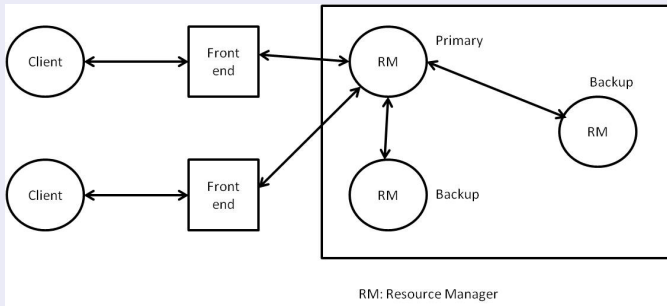 Client
Front
end
RM
Primary
Backup
RM
Client
Front
end
RM
Backup
RM: Resource Manager